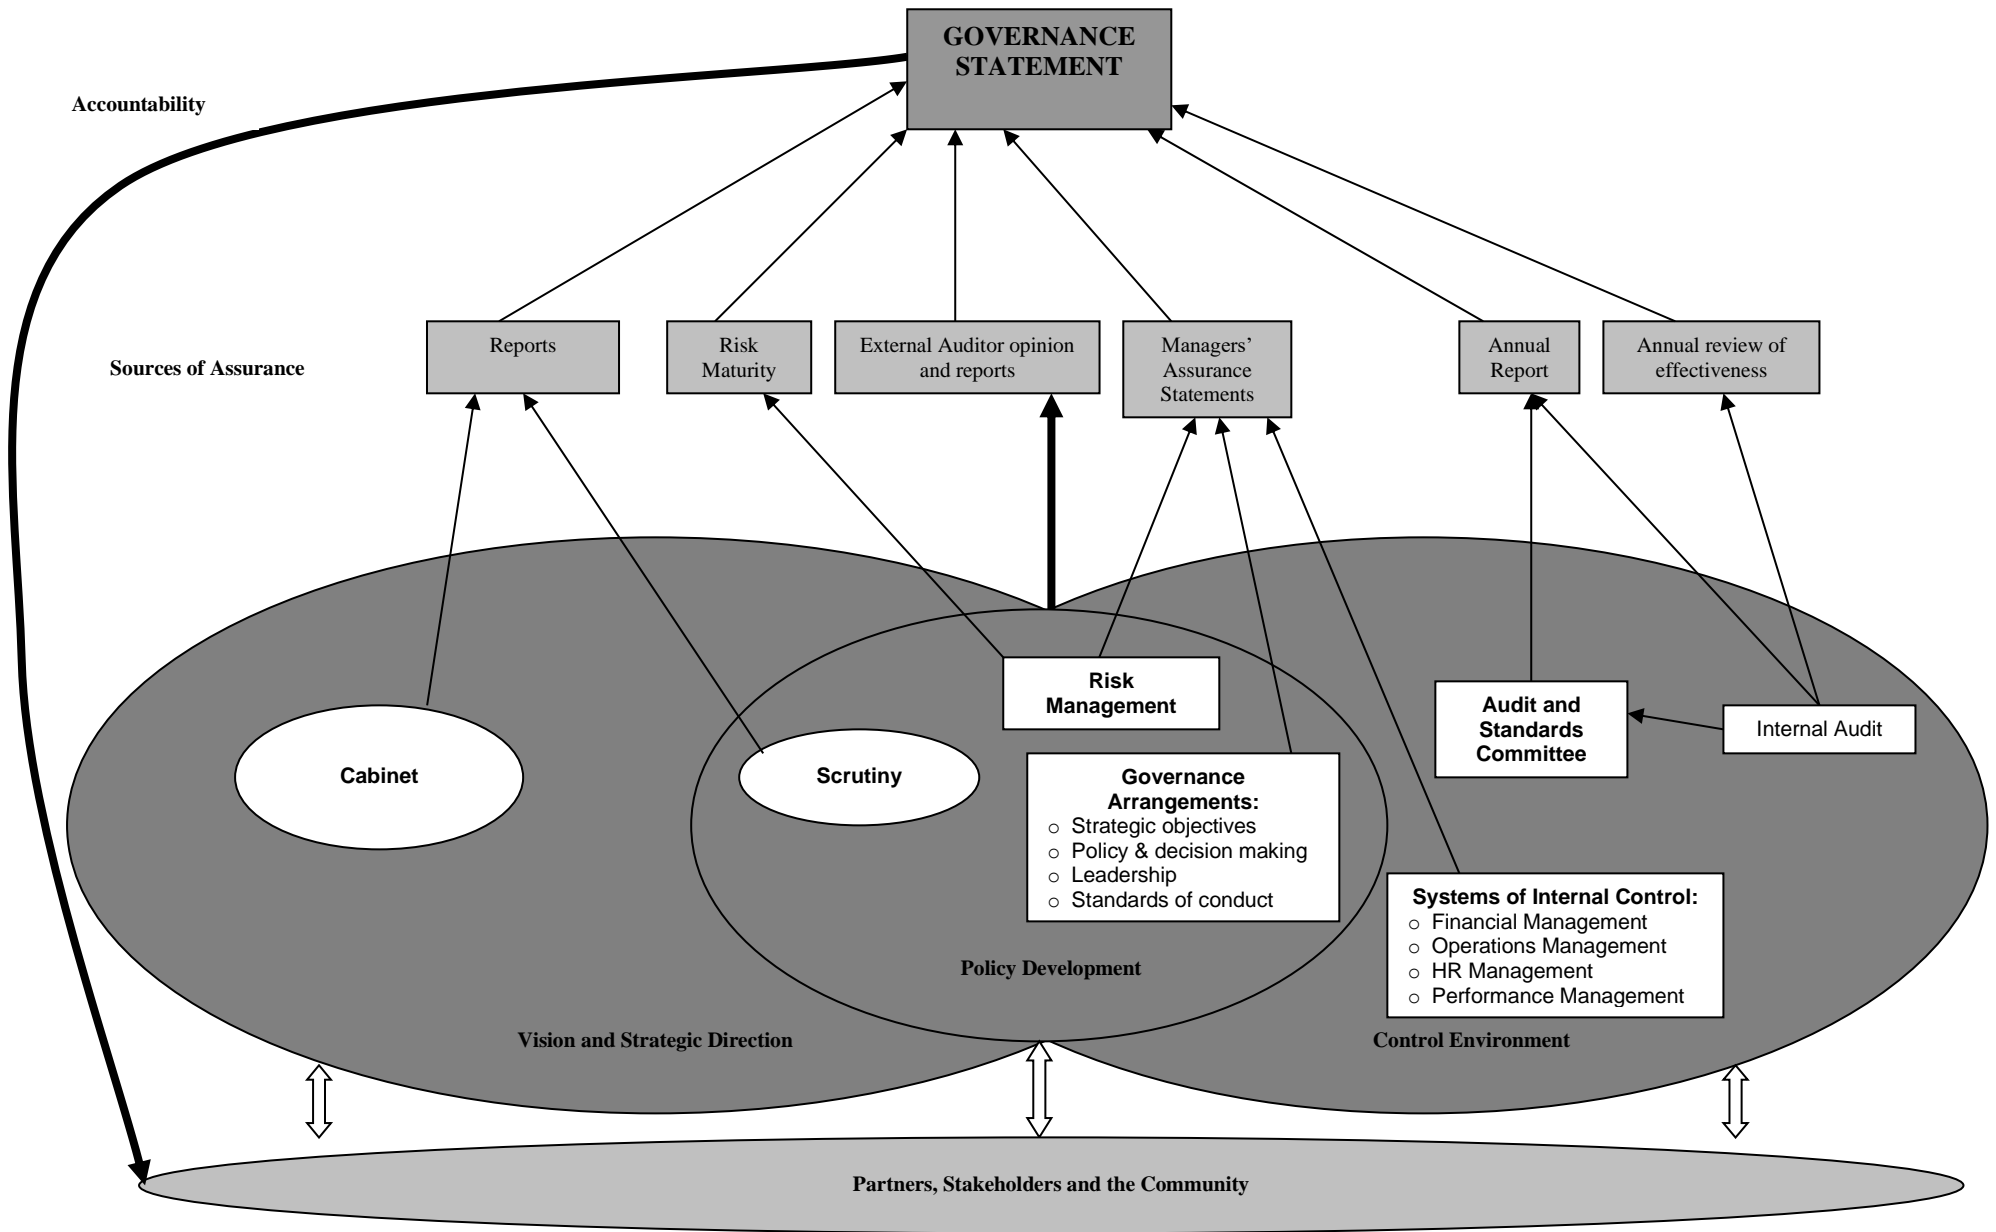 GOVERNANCE
STATEMENT
Accountability
Sources of Assurance
Reports
Risk
Maturity
External Auditor opinion
and reports
Managers’
Assurance
Statements
Annual
Report
Annual review of
effectiveness
Cabinet
Scrutiny
Risk
Management
Governance
Arrangements:
○ Strategic objectives
○ Policy & decision making
○ Leadership
○ Standards of conduct
Audit and
Standards
Committee
Internal Audit
Systems of Internal Control:
○ Financial Management
○ Operations Management
○ HR Management
○ Performance Management
Policy Development
Vision and Strategic Direction
Control Environment
Partners, Stakeholders and the Community